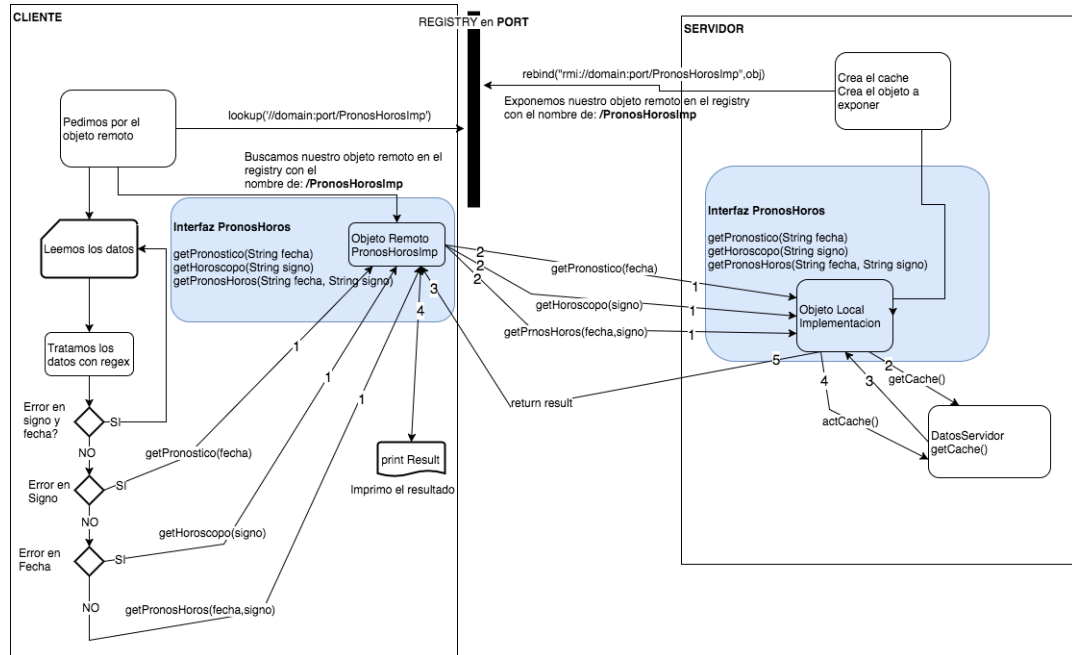 CLIENTE
REGISTRY en PORT
SERVIDOR
rebind("rmi://domain:port/PronosHorosImp",obj)
Crea el cache
Crea el objeto a
exponer
Exponemos nuestro objeto remoto en el registry
con el nombre de: /PronosHorosImp
Pedimos por el
objeto remoto
lookup('//domain:port/PronosHorosImp')
Buscamos nuestro objeto remoto en el
registry con el
nombre de: /PronosHorosImp
Interfaz PronosHoros
getPronostico(String fecha)
getHoroscopo(String signo)
getPronosHoros(String fecha, String signo)
Objeto Remoto
PronosHorosImp
Interfaz PronosHoros
getPronostico(String fecha)
getHoroscopo(String signo)
getPronosHoros(String fecha, String signo)
Objeto Local
Implementacion
Leemos los datos
2
2
2
getPronostico(fecha)
1
getHoroscopo(signo)
1
getPrnosHoros(fecha,signo)
1
3
4
Tratamos los
datos con regex
1
1
1
5
return result
4
2
3
getCache()
actCache()
DatosServidor
getCache()
Error en
signo y
fecha?
SI
NO
getPronostico(fecha)
print Result
Imprimo el resultado
Error en
Signo
SI
NO
getHoroscopo(signo)
Error en
Fecha
SI
NO
getPronosHoros(fecha,signo)